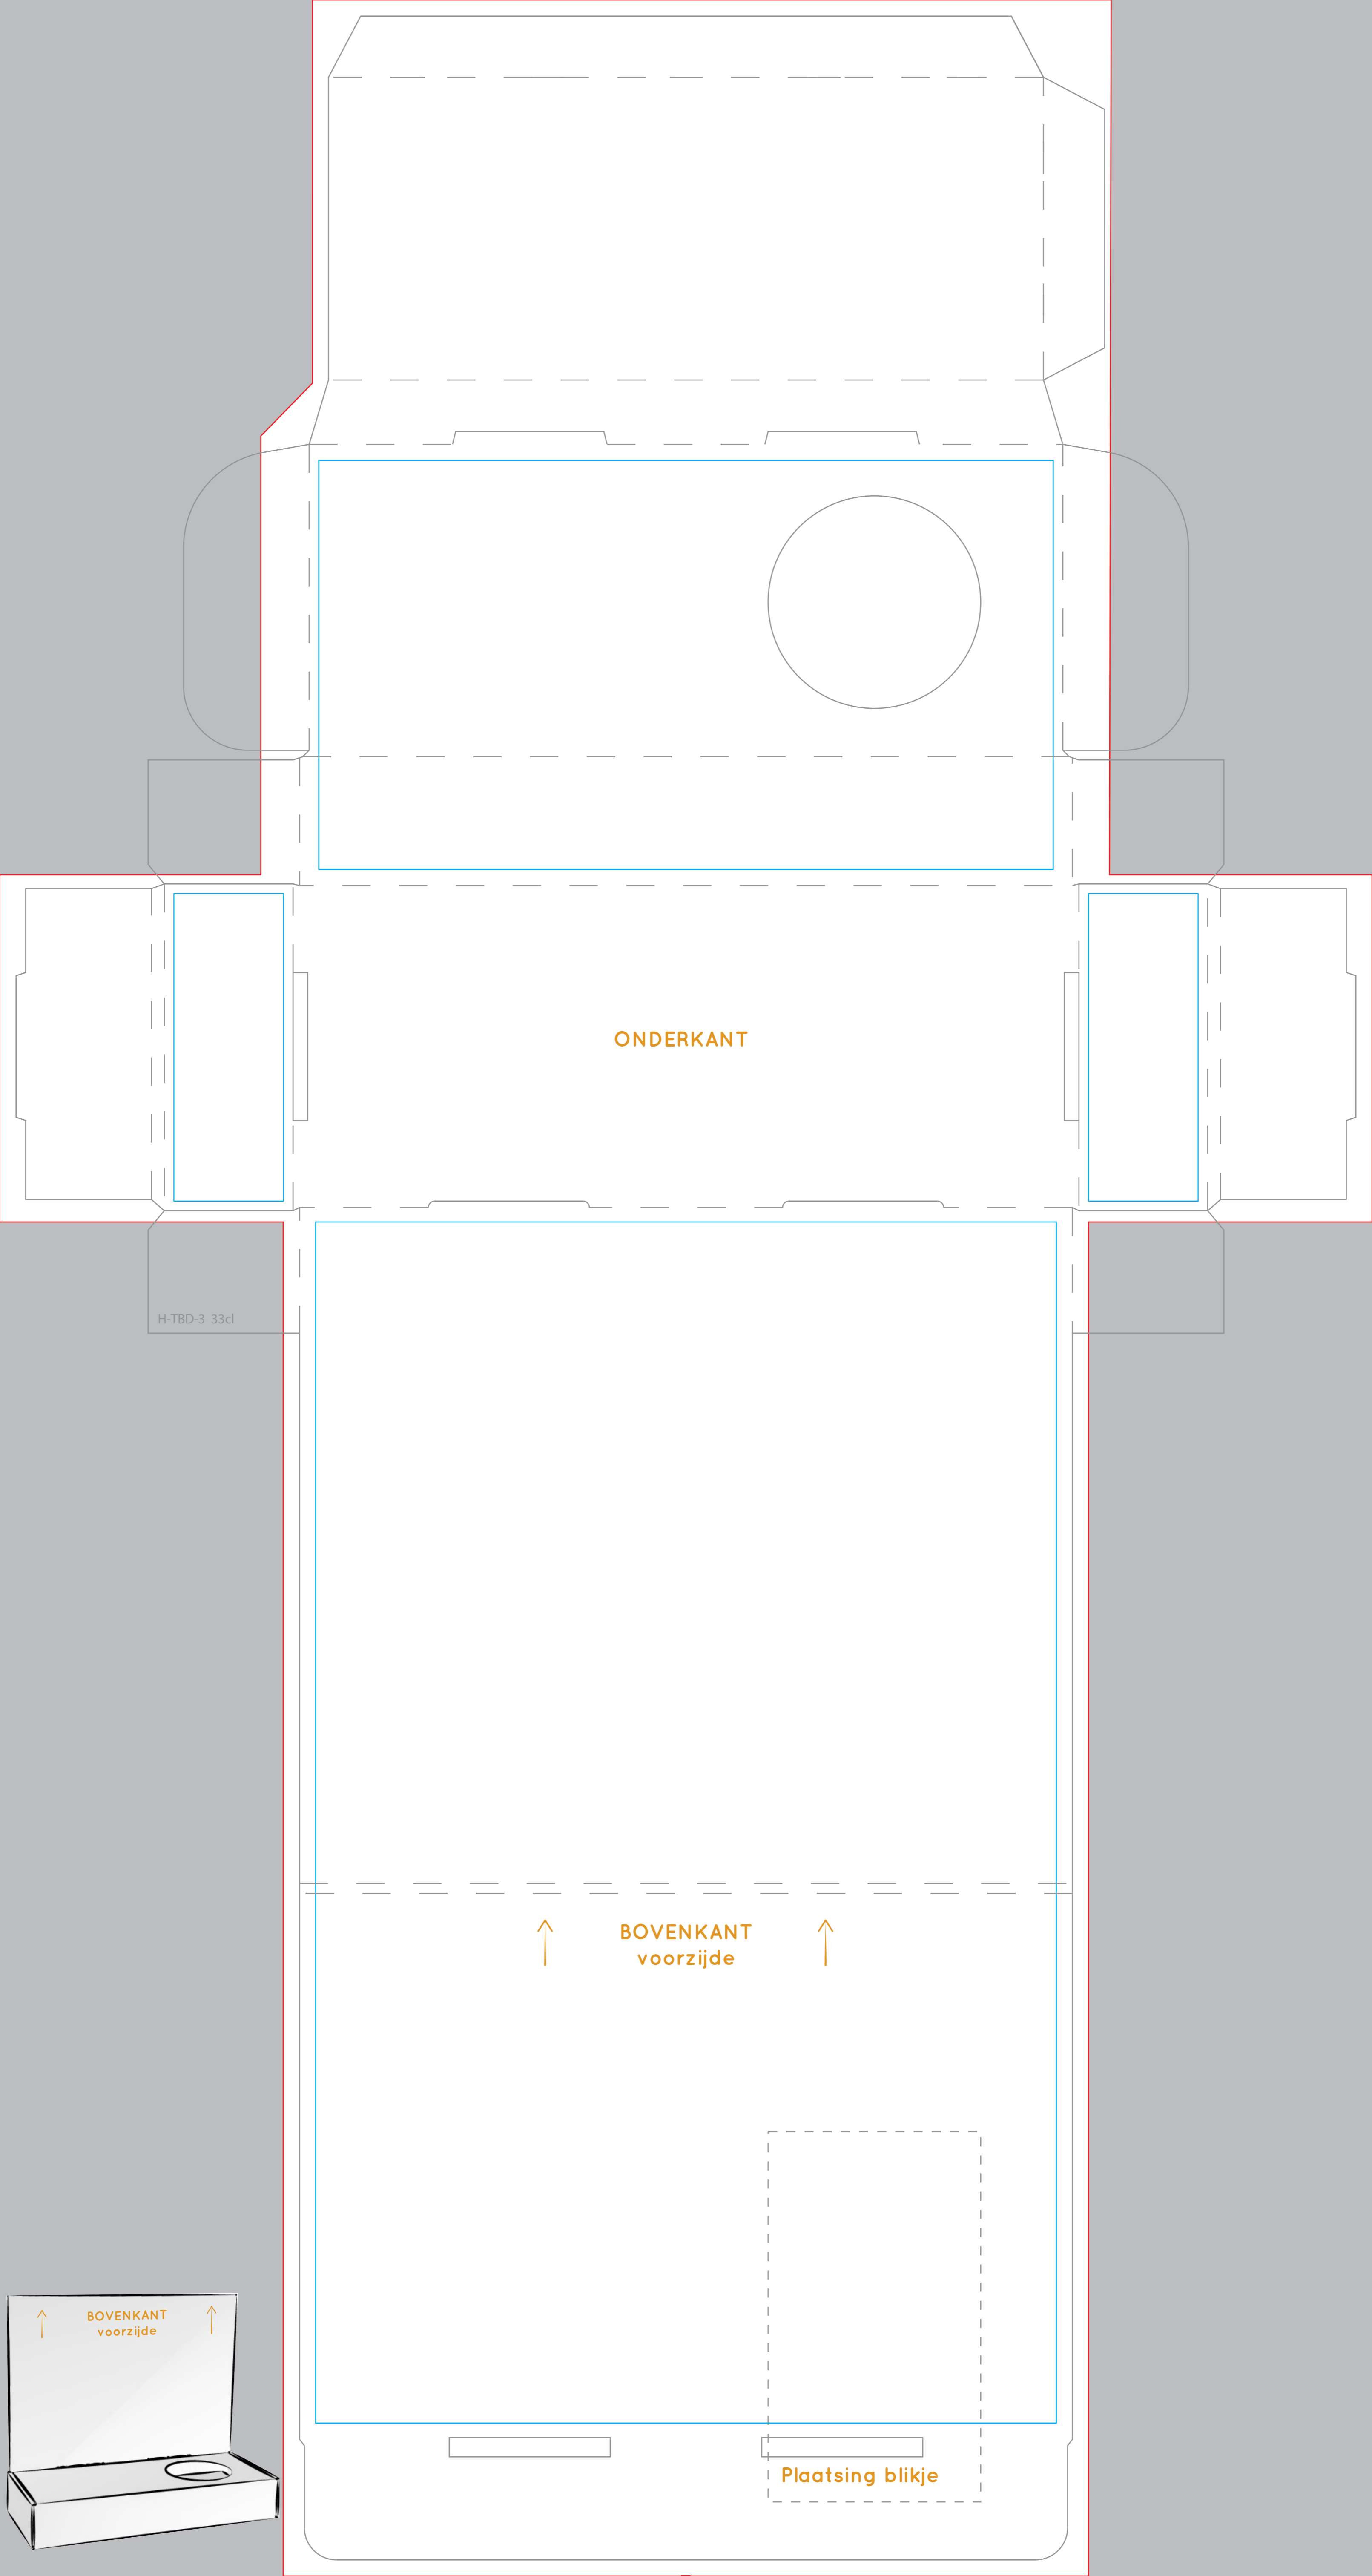 ONDERKANT
H-TBD-3 33cl
BOVENKANT
voorzijde
Plaatsing blikje
BOVENKANT
voorzijde